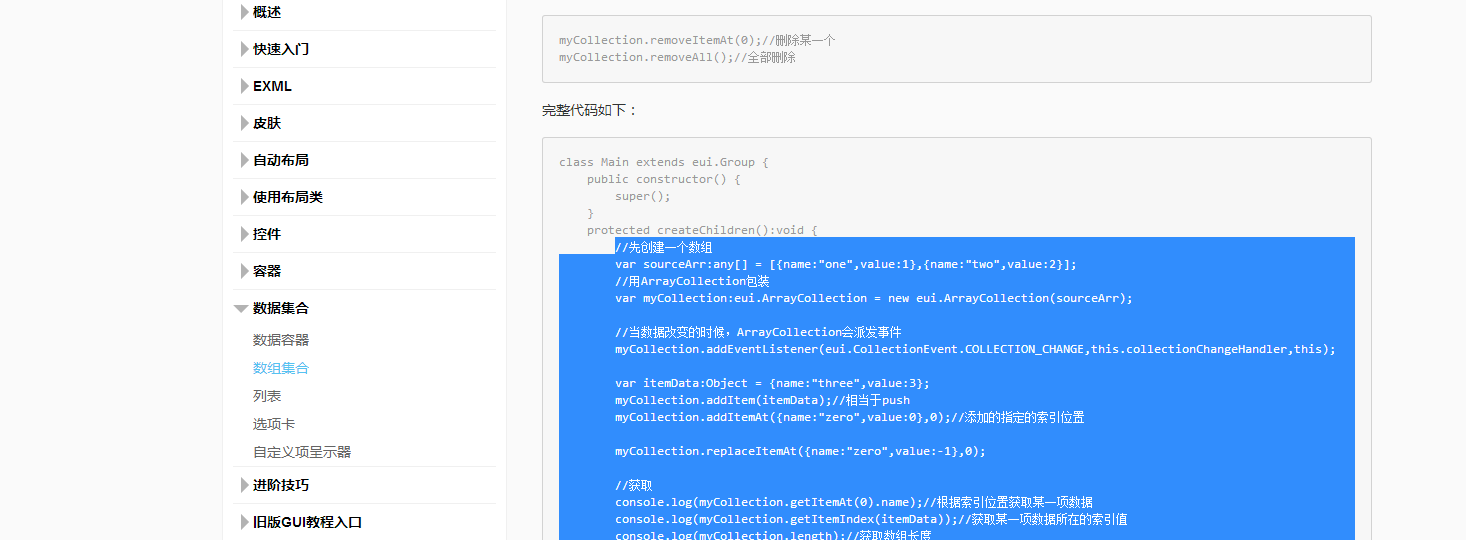 概述
快速入门
EXML
皮肤
自动布局
使用布局类
控件
容器
数据集合
数据容器
数组集合
列表
选项卡
自定义项呈示器
进阶技巧
旧版GUI教程入口
myCollection.removeItemAt(0);//删除某一个
myCollection.removeAll();//全部删除
完整代码如下：
class Main extends eui.Group {
public constructor() {
super();
}
protected createChildren():void {
//先创建一个数组
var sourceArr:any[] = [{name:"one",value:1},{name:"two",value:2}];
//用ArrayCollection包装
var myCollection:eui.ArrayCollection = new eui.ArrayCollection(sourceArr);
//当数据改变的时候，ArrayCollection会派发事件
myCollection.addEventListener(eui.CollectionEvent.COLLECTION_CHANGE,this.collectionChangeHandler,this);
var itemData:Object = {name:"three",value:3};
myCollection.addItem(itemData);//相当于push
myCollection.addItemAt({name:"zero",value:0},0);//添加的指定的索引位置
myCollection.replaceItemAt({name:"zero",value:-1},0);
//获取
console.log(myCollection.getItemAt(0).name);//根据索引位置获取某一项数据
console.log(myCollection.getItemIndex(itemData));//获取某一项数据所在的索引值
console.log(myCollection.length);//获取数组长度